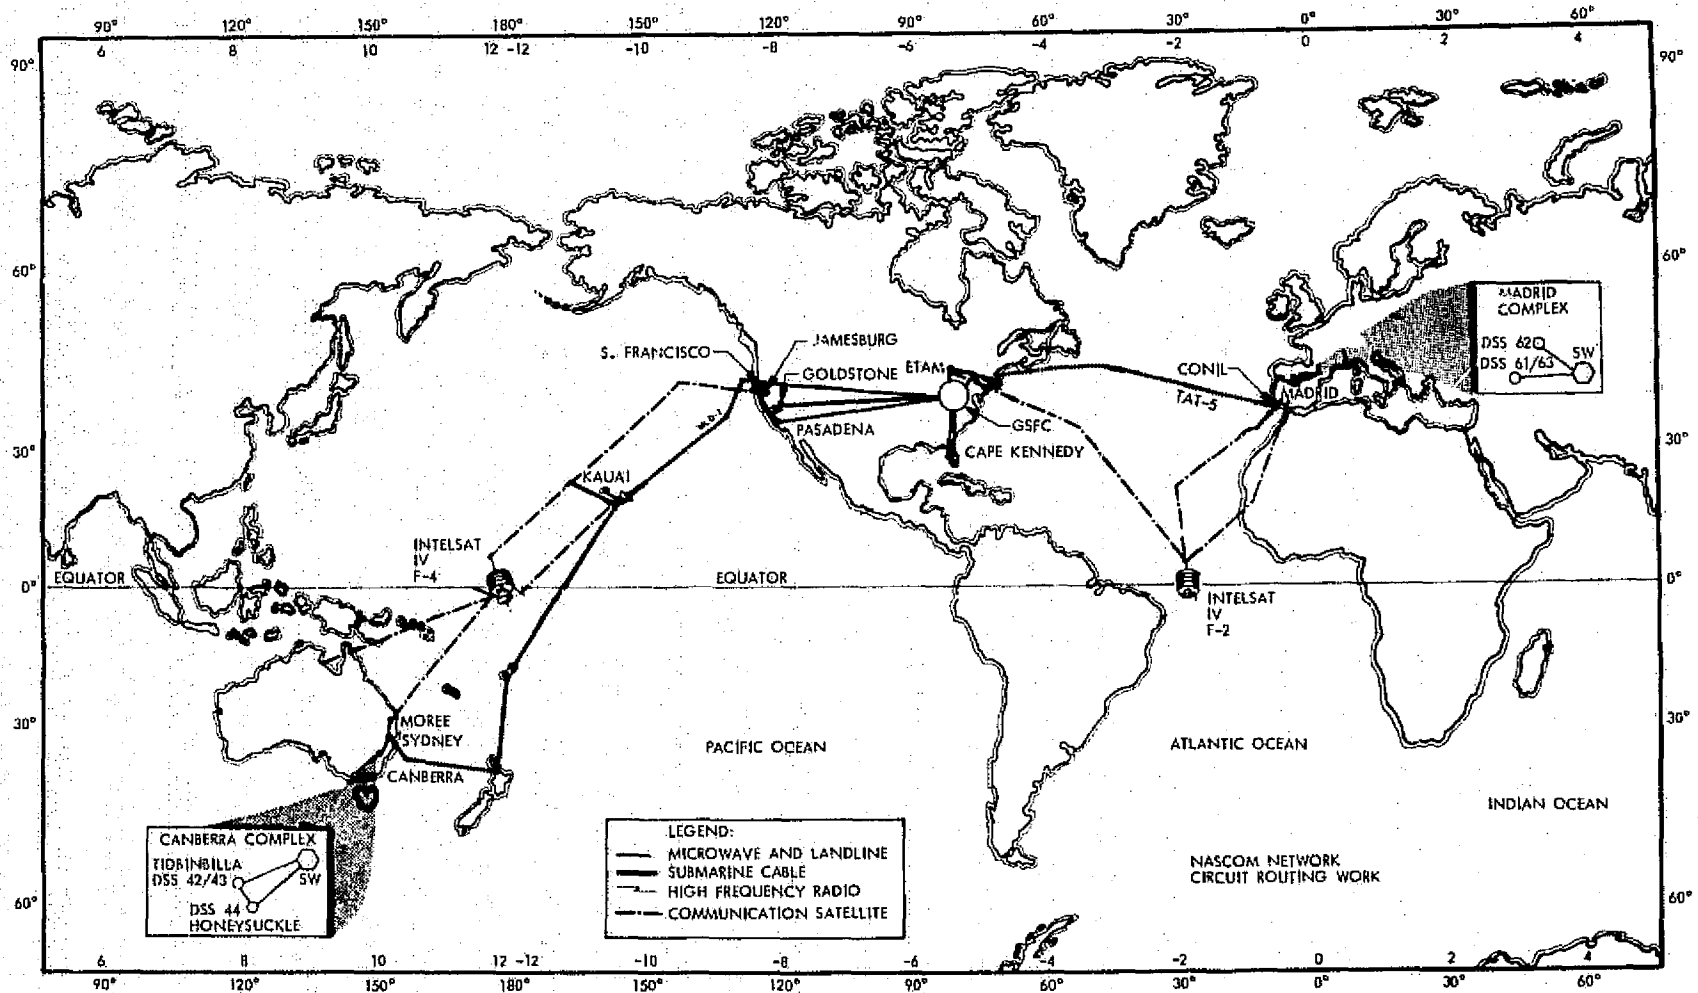 90° 120° 150° 180° 150° 120° 90° 60° 30° 0° 30° 60°
6 8 10 12 -12 -10 -8 -6 -4 -2 0 2 4
90° 90°
60° 60°
MADRID
COMPLEX
DSS 62
DSS 61/63
SW
S. FRANCISCO
JAMESBURG
GOLDSTONE
ETAM
CONIL
TAT-5
MADRID
PASADENA
GSFC
CAPE KENNEDY
30° 30°
KAUAI
INTELSAT
IV
F-4
0° EQUATOR EQUATOR 0°
INTELSAT
IV
F-2
30° 30°
MOREE
SYDNEY
CANBERRA
PACIFIC OCEAN
ATLANTIC OCEAN
INDIAN OCEAN
CANBERRA COMPLEX
TIDBINBILLA
DSS 42/43
SW
DSS 44
HONEYSUCKLE
LEGEND:
MICROWAVE AND LANDLINE
SUBMARINE CABLE
HIGH FREQUENCY RADIO
COMMUNICATION SATELLITE
NASCOM NETWORK
CIRCUIT ROUTING WORK
60° 60°
6 8 10 12 -12 -10 -8 -6 -4 -2 0 2 4
90° 120° 150° 180° 150° 120° 90° 60° 30° 0° 30° 60°